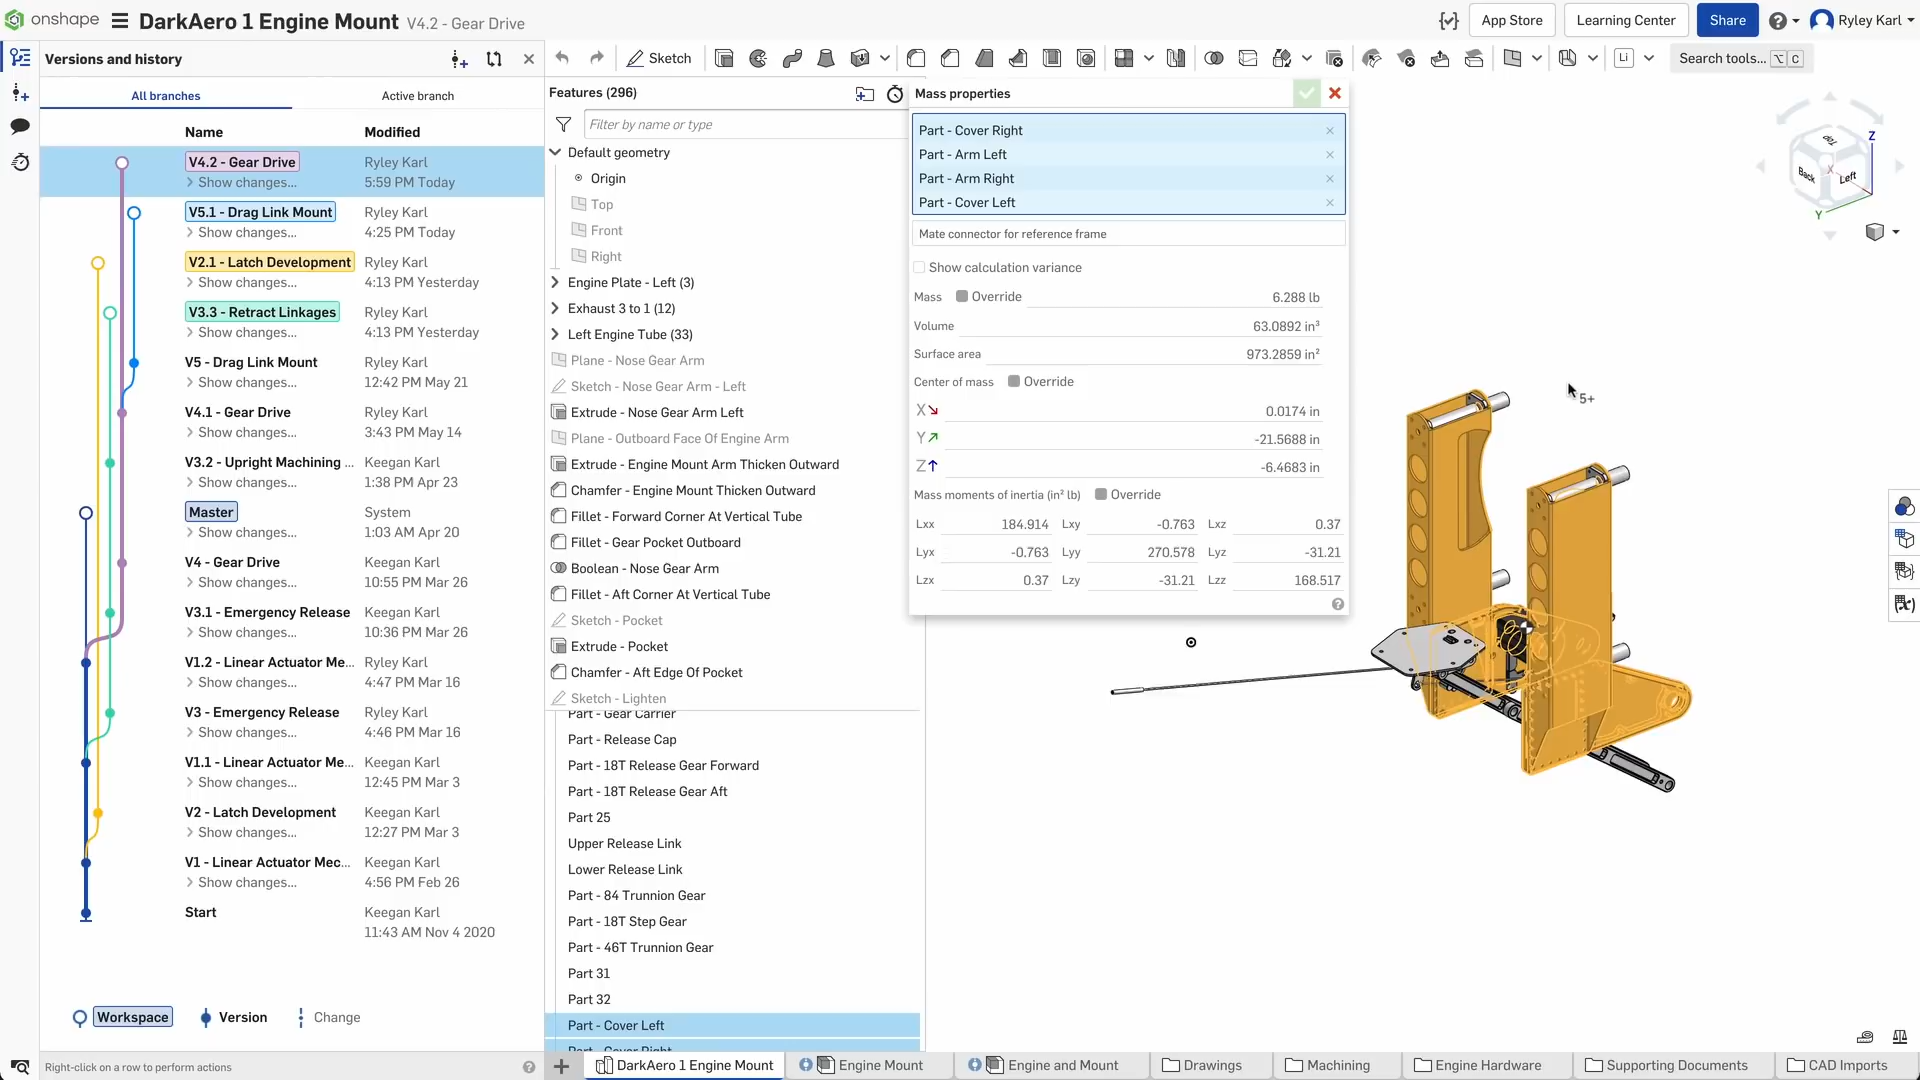 onshape
DarkAero 1 Engine Mount V4.2 - Gear Drive
App Store
Learning Center
Share
Ryley Karl
Versions and history
Sketch
Li
Search tools... ⌥ C
All branches
Active branch
Name
Modified
V4.2 - Gear Drive
Ryley Karl
Show changes...
5:59 PM Today
V5.1 - Drag Link Mount
Ryley Karl
Show changes...
4:25 PM Today
V2.1 - Latch Development
Ryley Karl
Show changes...
4:13 PM Yesterday
V3.3 - Retract Linkages
Ryley Karl
Show changes...
4:13 PM Yesterday
V5 - Drag Link Mount
Ryley Karl
Show changes...
12:42 PM May 21
V4.1 - Gear Drive
Ryley Karl
Show changes...
3:43 PM May 14
V3.2 - Upright Machining ...
Keegan Karl
Show changes...
1:38 PM Apr 23
Master
System
Show changes...
1:03 AM Apr 20
V4 - Gear Drive
Keegan Karl
Show changes...
10:55 PM Mar 26
V3.1 - Emergency Release
Keegan Karl
Show changes...
10:36 PM Mar 26
V1.2 - Linear Actuator Me...
Ryley Karl
Show changes...
4:47 PM Mar 16
V3 - Emergency Release
Ryley Karl
Show changes...
4:46 PM Mar 16
V1.1 - Linear Actuator Me...
Keegan Karl
Show changes...
12:45 PM Mar 3
V2 - Latch Development
Keegan Karl
Show changes...
12:27 PM Mar 3
V1 - Linear Actuator Mec...
Keegan Karl
Show changes...
4:56 PM Feb 26
Start
Keegan Karl
11:43 AM Nov 4 2020
Workspace
Version
Change
Right-click on a row to perform actions
Features (296)
Filter by name or type
Default geometry
Origin
Top
Front
Right
Engine Plate - Left (3)
Exhaust 3 to 1 (12)
Left Engine Tube (33)
Plane - Nose Gear Arm
Sketch - Nose Gear Arm - Left
Extrude - Nose Gear Arm Left
Plane - Outboard Face Of Engine Arm
Extrude - Engine Mount Arm Thicken Outward
Chamfer - Engine Mount Thicken Outward
Fillet - Forward Corner At Vertical Tube
Fillet - Gear Pocket Outboard
Boolean - Nose Gear Arm
Fillet - Aft Corner At Vertical Tube
Sketch - Pocket
Extrude - Pocket
Chamfer - Aft Edge Of Pocket
Sketch - Lighten
Part - Gear Carrier
Part - Release Cap
Part - 18T Release Gear Forward
Part - 18T Release Gear Aft
Part 25
Upper Release Link
Lower Release Link
Part - 84 Trunnion Gear
Part - 18T Step Gear
Part - 46T Trunnion Gear
Part 31
Part 32
Part - Cover Left
Part - Cover Right
Mass properties
Part - Cover Right
Part - Arm Left
Part - Arm Right
Part - Cover Left
Mate connector for reference frame
Show calculation variance
Mass Override 6.288 lb
Volume 63.0892 in³
Surface area 973.2859 in²
Center of mass Override
X 0.0174 in
Y -21.5688 in
Z -6.4683 in
Mass moments of inertia (in² lb) Override
Lxx 184.914 Lxy -0.763 Lxz 0.37
Lyx -0.763 Lyy 270.578 Lyz -31.21
Lzx 0.37 Lzy -31.21 Lzz 168.517
5+
Top
Z
Back
X
Left
Y
DarkAero 1 Engine Mount
Engine Mount
Engine and Mount
Drawings
Machining
Engine Hardware
Supporting Documents
CAD Imports